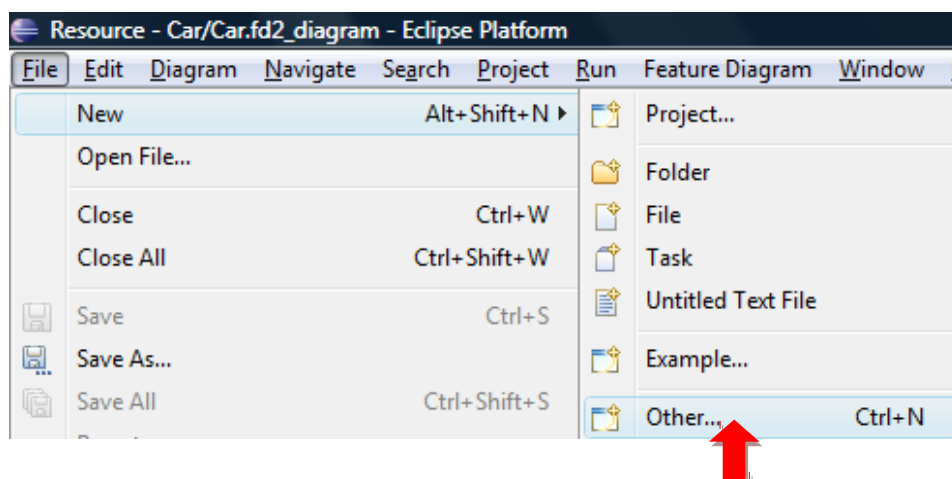 Resource - Car/Car.fd2_diagram - Eclipse Platform
File Edit Diagram Navigate Search Project Run Feature Diagram Window
New Alt+Shift+N
Open File...
Close Ctrl+W
Close All Ctrl+Shift+W
Save Ctrl+S
Save As...
Save All Ctrl+Shift+S
Project...
Folder
File
Task
Untitled Text File
Example...
Other... Ctrl+N